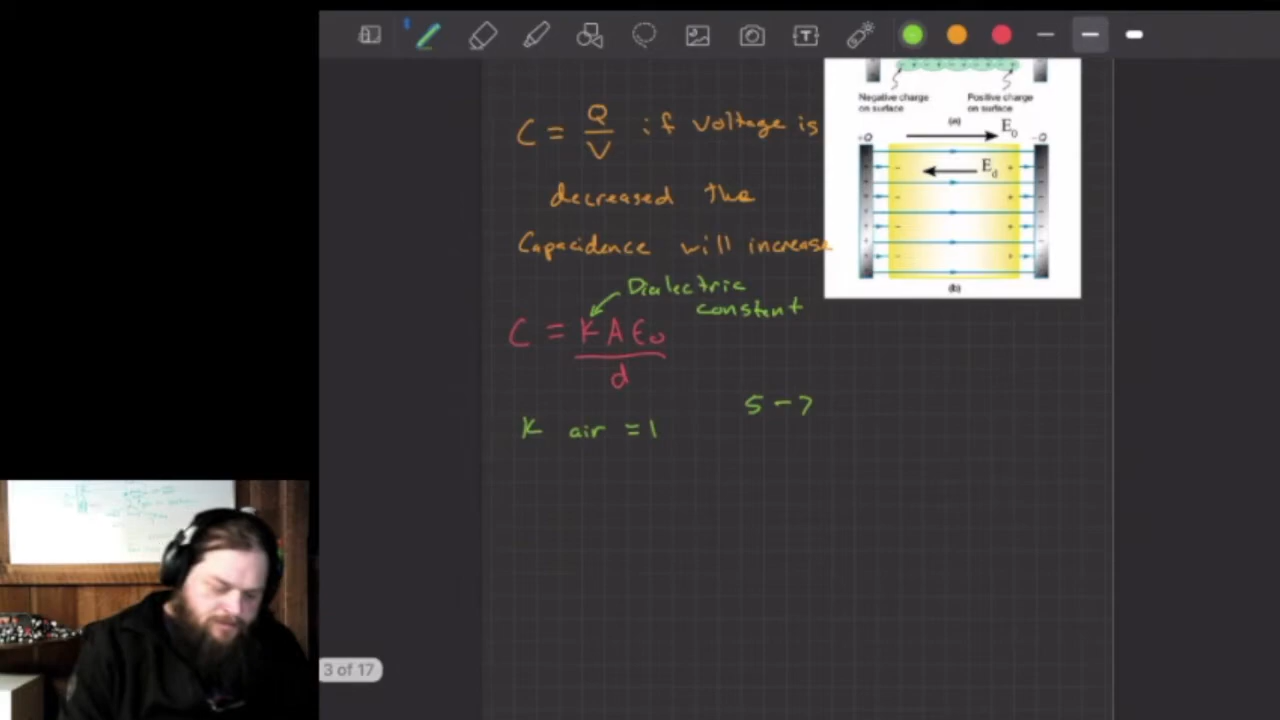 T
Negative charge on surface
Positive charge on surface
(a)
E0
+Q
-Q
Ed
(b)
C = Q/V if voltage is
decreased the
Capacidence will increase
Dialectric
constant
C = KAϵ0/d
5-7
K air = 1
3 of 17